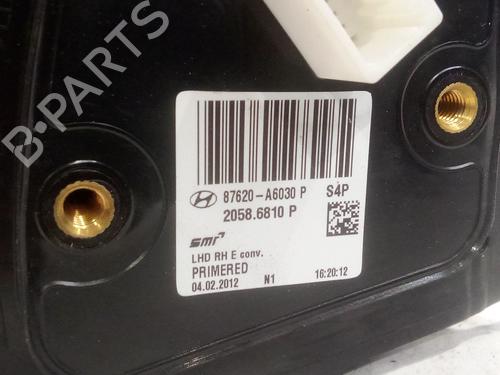 B-PARTS
87620-A6030 P S4P
2058.6810 P
smr
LHD RH E conv.
PRIMERED
04.02.2012 N1 16:20:12